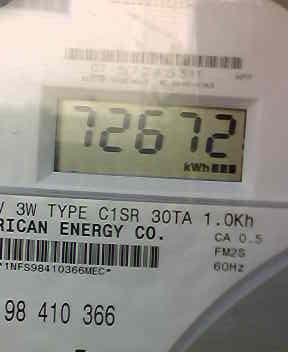 72672
kWh
V 3W TYPE C1SR 30TA 1.0Kh
RICAN ENERGY CO.
CA 0.5
FM2S
*1NFS98410366MEC*
60Hz
98 410 366